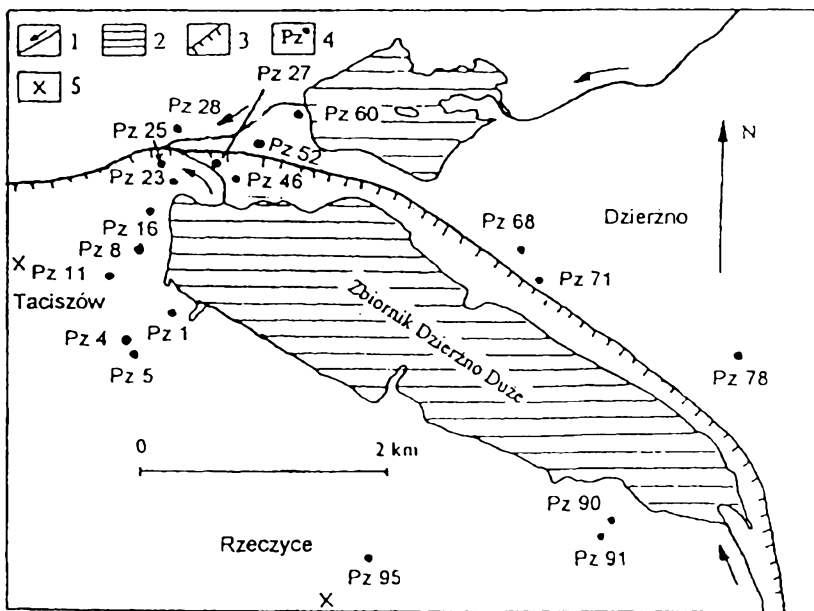 1 2 3 Pz 4
x 5
Pz 27
Pz 28
Pz 25
Pz 60
Pz 52
N
Pz 23
Pz 46
Pz 68
Dzierżno
Pz 16
Pz 8
Pz 11
Pz 71
Taciszów
Zbiornik Dzierżno Duże
Pz 1
Pz 4
Pz 5
Pz 78
0 2 km
Pz 90
Rzeczyce
Pz 91
Pz 95